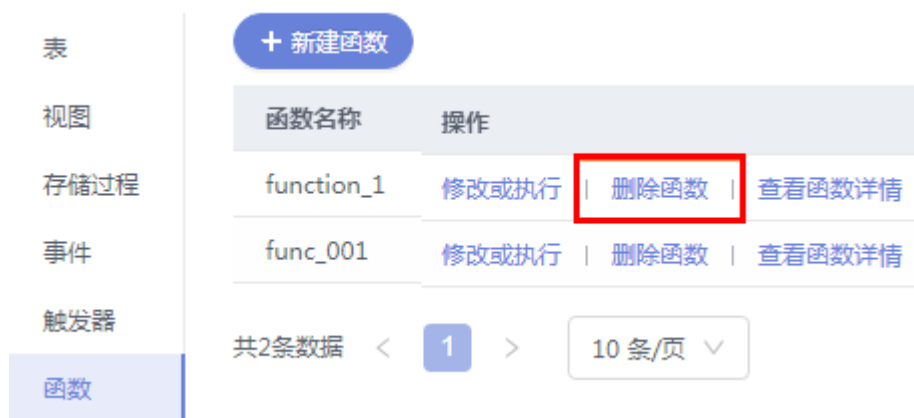 表
视图
存储过程
事件
触发器
函数
+ 新建函数
函数名称 操作
function_1 修改或执行 | 删除函数 | 查看函数详情
func_001 修改或执行 | 删除函数 | 查看函数详情
共2条数据 < 1 > 10 条/页